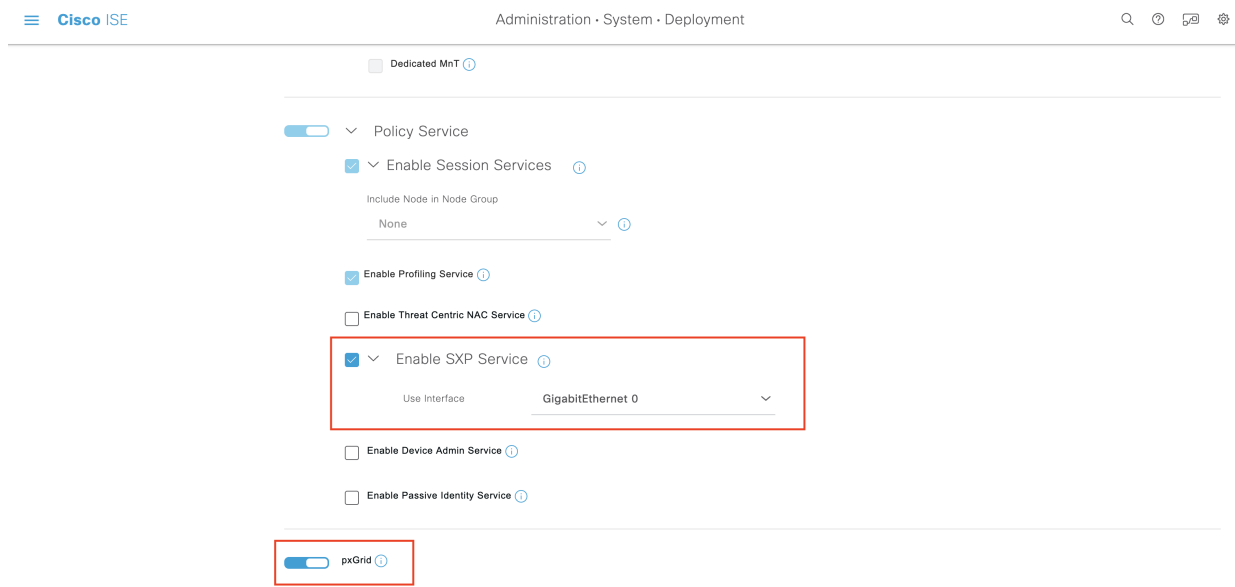 Cisco ISE
Administration · System · Deployment
Dedicated MnT
Policy Service
Enable Session Services
Include Node in Node Group
None
Enable Profiling Service
Enable Threat Centric NAC Service
Enable SXP Service
Use Interface GigabitEthernet 0
Enable Device Admin Service
Enable Passive Identity Service
pxGrid